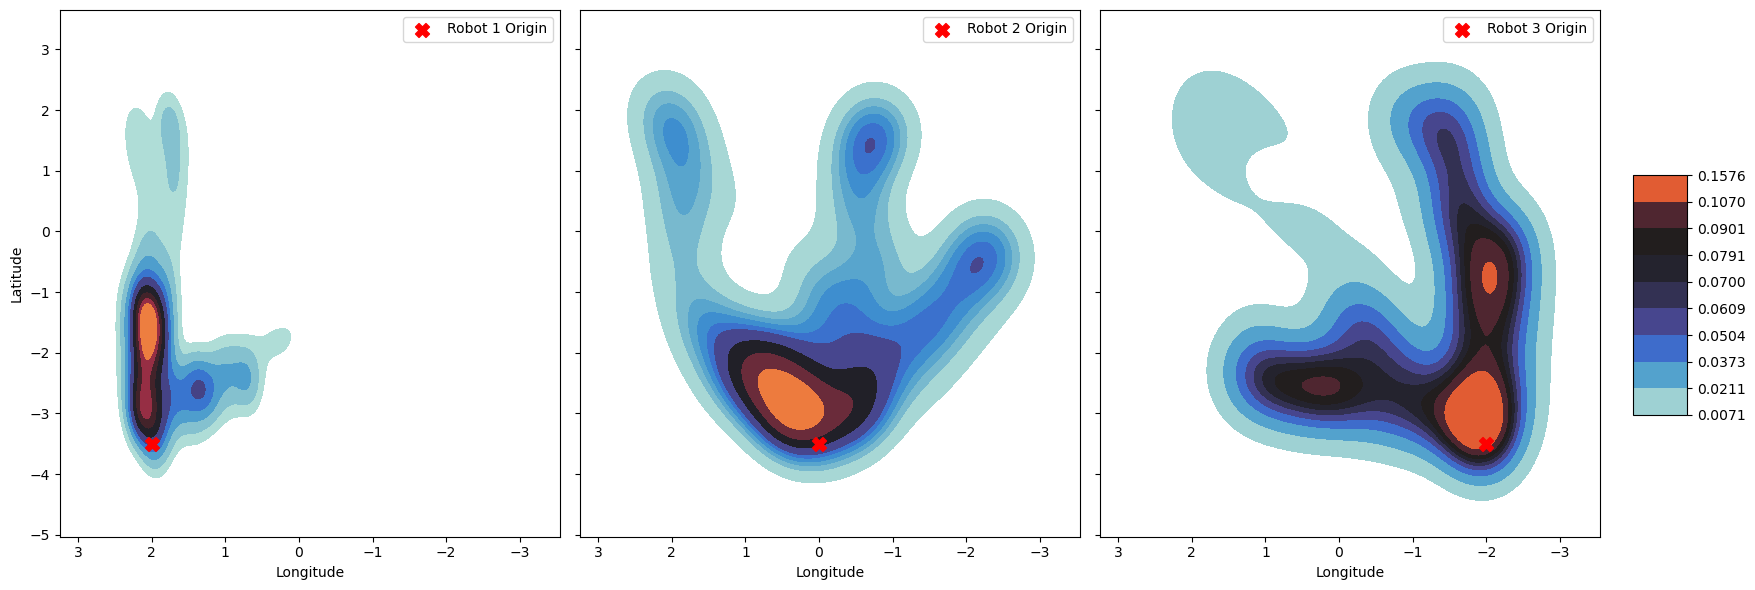 Robot 1 Origin
Robot 2 Origin
Robot 3 Origin
Latitude
3
2
1
0
−1
−2
−3
−4
−5
3 2 1 0 −1 −2 −3
3 2 1 0 −1 −2 −3
3 2 1 0 −1 −2 −3
Longitude
Longitude
Longitude
0.1576
0.1070
0.0901
0.0791
0.0700
0.0609
0.0504
0.0373
0.0211
0.0071